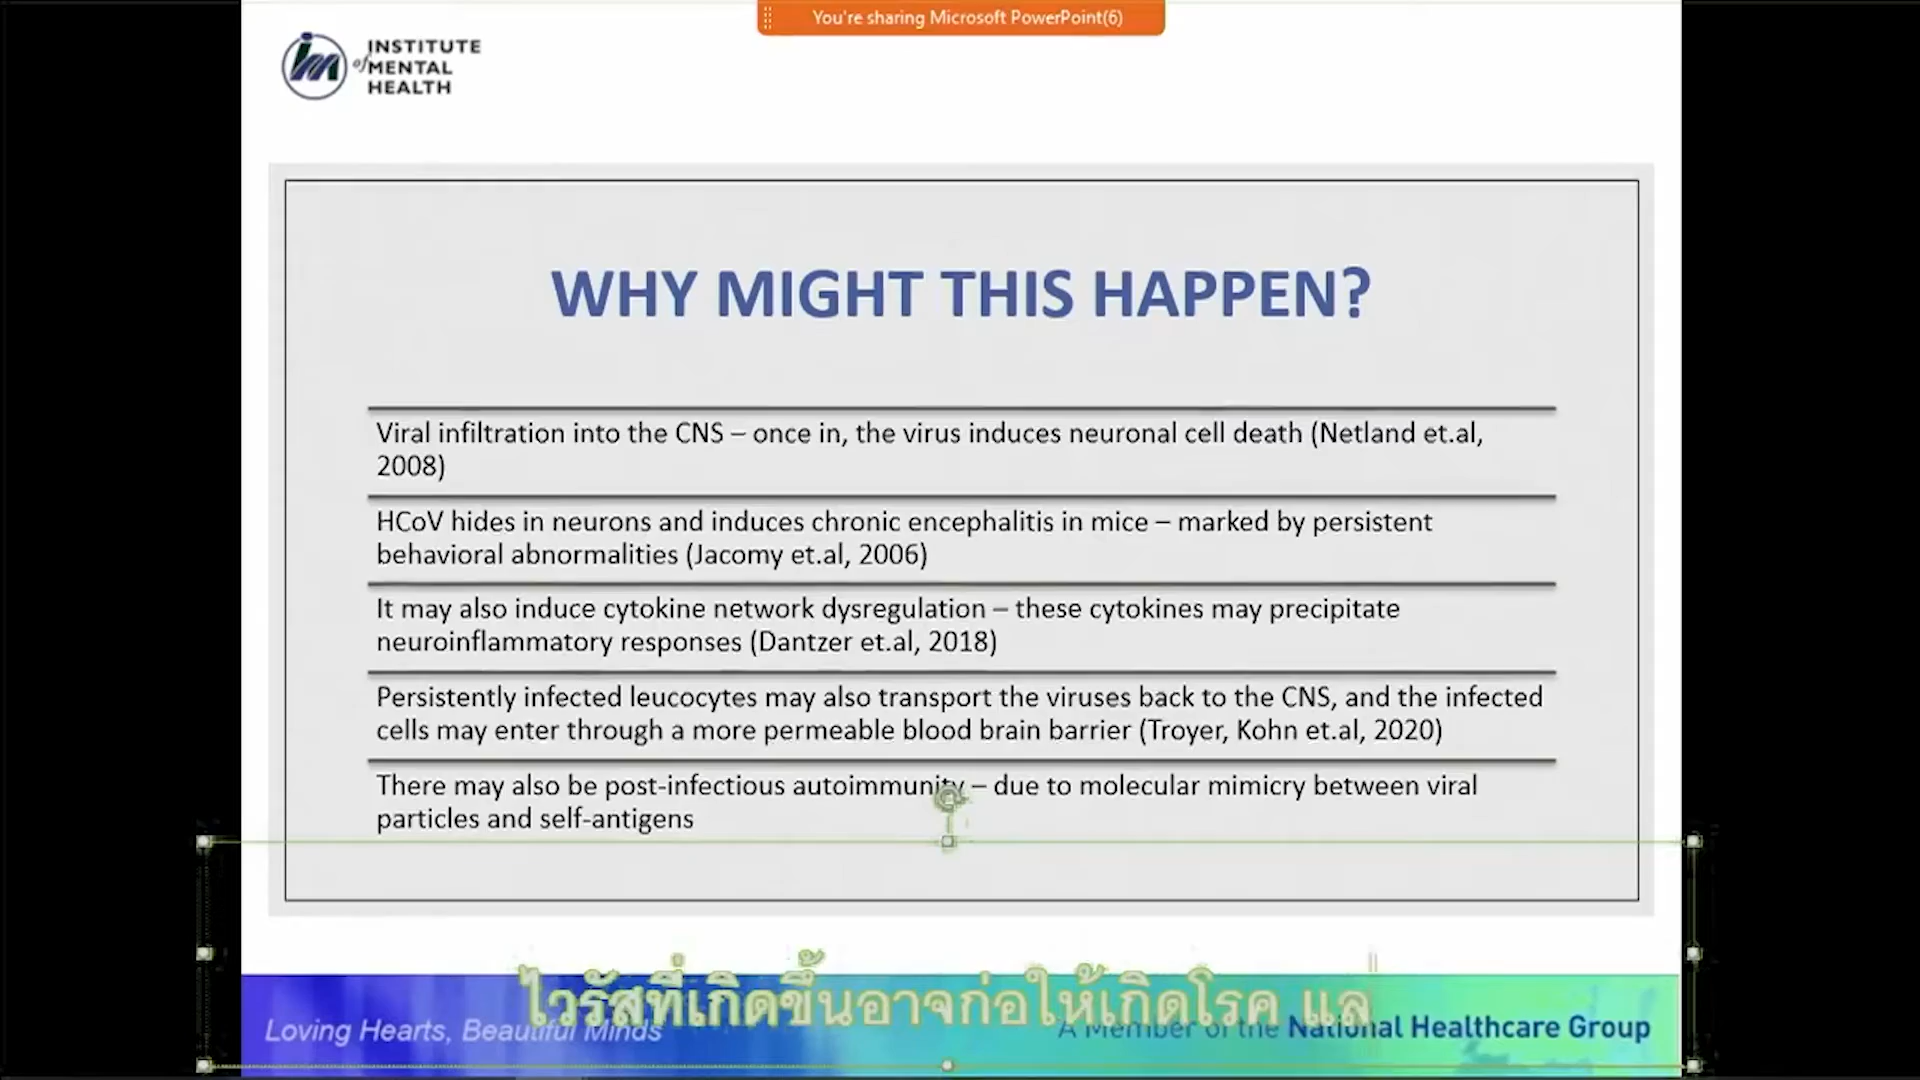 You're sharing Microsoft PowerPoint(6)
INSTITUTE
of MENTAL
HEALTH
WHY MIGHT THIS HAPPEN?
Viral infiltration into the CNS – once in, the virus induces neuronal cell death (Netland et.al,
2008)
HCoV hides in neurons and induces chronic encephalitis in mice – marked by persistent
behavioral abnormalities (Jacomy et.al, 2006)
It may also induce cytokine network dysregulation – these cytokines may precipitate
neuroinflammatory responses (Dantzer et.al, 2018)
Persistently infected leucocytes may also transport the viruses back to the CNS, and the infected
cells may enter through a more permeable blood brain barrier (Troyer, Kohn et.al, 2020)
There may also be post-infectious autoimmunity – due to molecular mimicry between viral
particles and self-antigens
ไวรัสที่เกิดขึ้นอาจก่อให้เกิดโรค แล
Loving Hearts, Beautiful Minds
A Member of the National Healthcare Group